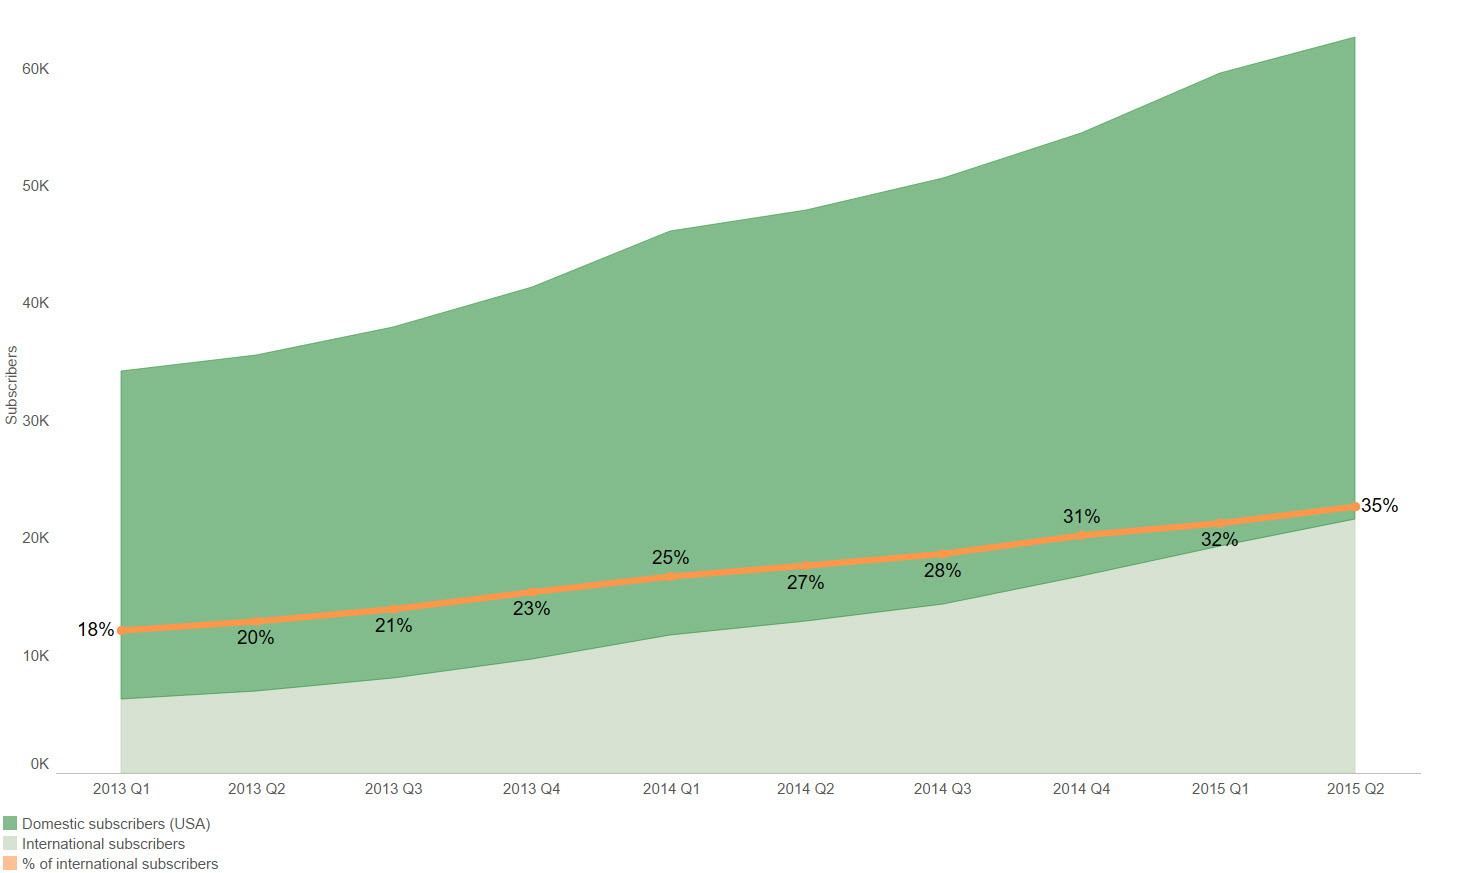 60K
50K
40K
30K
20K
10K
0K
Subscribers
18%
20%
21%
23%
25%
27%
28%
31%
32%
35%
2013 Q1
2013 Q2
2013 Q3
2013 Q4
2014 Q1
2014 Q2
2014 Q3
2014 Q4
2015 Q1
2015 Q2
Domestic subscribers (USA)
International subscribers
% of international subscribers